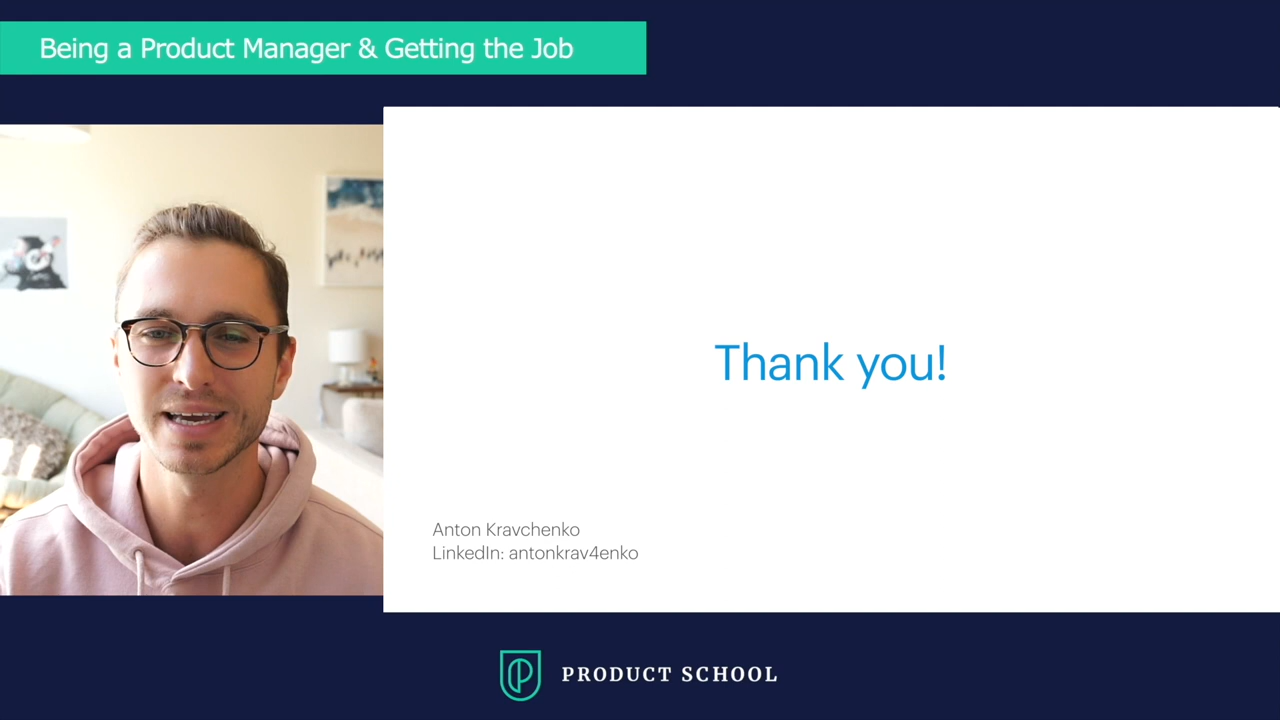 Being a Product Manager & Getting the Job
Thank you!
Anton Kravchenko
LinkedIn: antonkrav4enko
PRODUCT SCHOOL